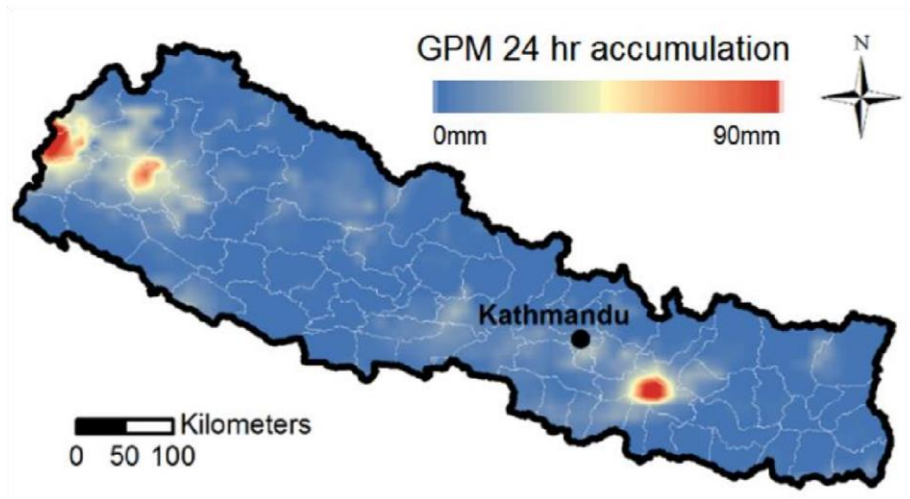 GPM 24 hr accumulation
N
0mm 90mm
Kathmandu
Kilometers
0 50 100